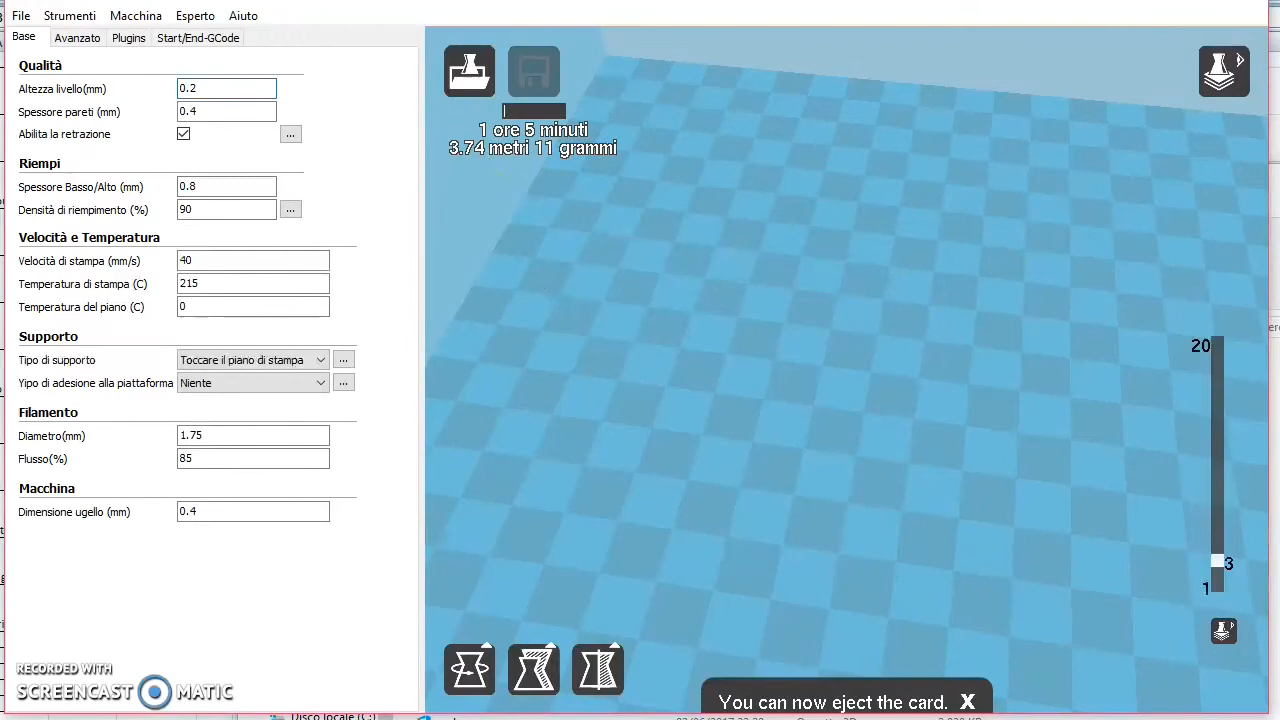 File Strumenti Macchina Esperto Aiuto
Base Avanzato Plugins Start/End-GCode
Qualità
Altezza livello(mm) 0.2
Spessore pareti (mm) 0.4
Abilita la retrazione ...
Riempi
Spessore Basso/Alto (mm) 0.8
Densità di riempimento (%) 90 ...
Velocità e Temperatura
Velocità di stampa (mm/s) 40
Temperatura di stampa (C) 215
Temperatura del piano (C) 0
Supporto
Tipo di supporto Toccare il piano di stampa ...
Yipo di adesione alla piattaforma Niente ...
Filamento
Diametro(mm) 1.75
Flusso(%) 85
Macchina
Dimensione ugello (mm) 0.4
1 ore 5 minuti
3.74 metri 11 grammi
20
3
1
You can now eject the card. X
RECORDED WITH
SCREENCAST MATIC
Disco locale (C:)